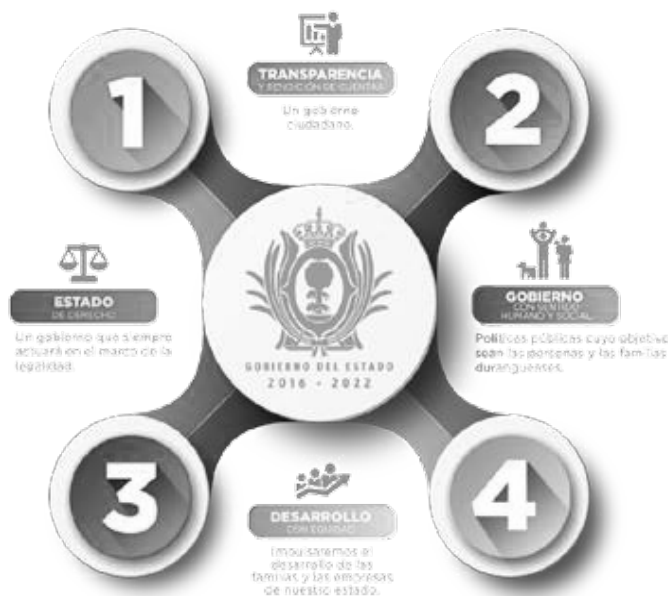 1
TRANSPARENCIA
Y RENDICIÓN DE CUENTAS
Un gobierno
ciudadano.
2
ESTADO
DE DERECHO
Un gobierno que siempre
actuará en el marco de la
legalidad.
GOBIERNO DEL ESTADO
2016 - 2022
GOBIERNO
CON SENTIDO
HUMANO Y SOCIAL
Políticas públicas cuyo objetivo
sean las personas y las familias
duranguenses.
3
DESARROLLO
CON EQUIDAD
Impulsaremos el
desarrollo de las
familias y las empresas
de nuestro estado.
4